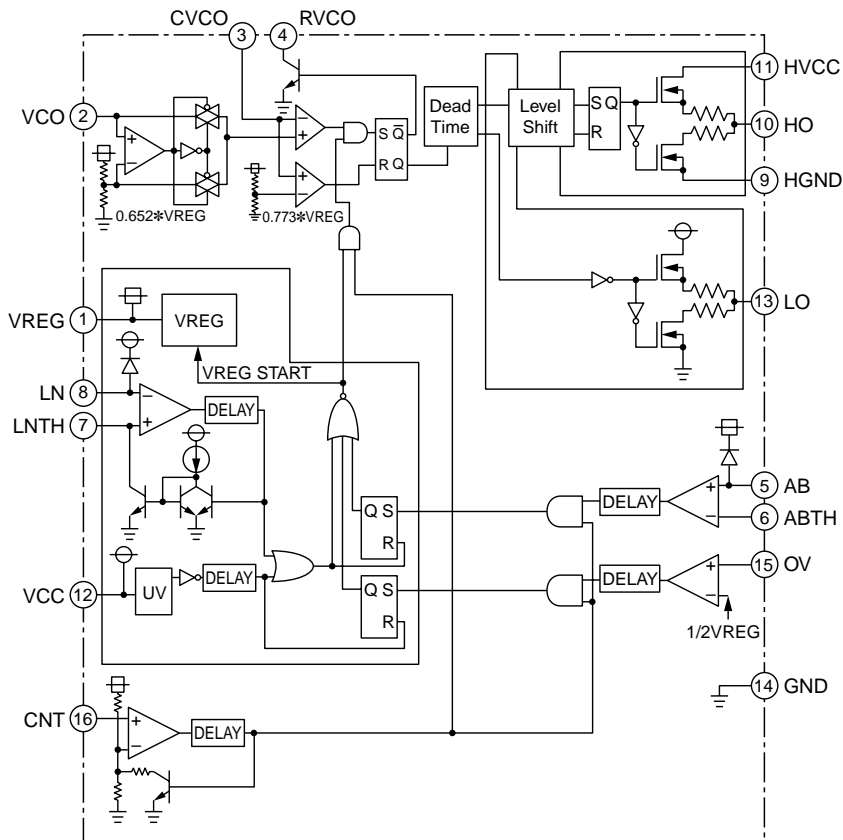 CVCO RVCO
3 4
11 HVCC
VCO 2
Dead Time
Level Shift
S Q
R
S Q̅
R Q
10 HO
9 HGND
0.652*VREG
0.773*VREG
13 LO
VREG 1
VREG
VREG START
LN 8
LNTH 7
DELAY
5 AB
6 ABTH
DELAY
Q S
R
15 OV
DELAY
1/2VREG
VCC 12
UV
DELAY
Q S
R
14 GND
CNT 16
DELAY